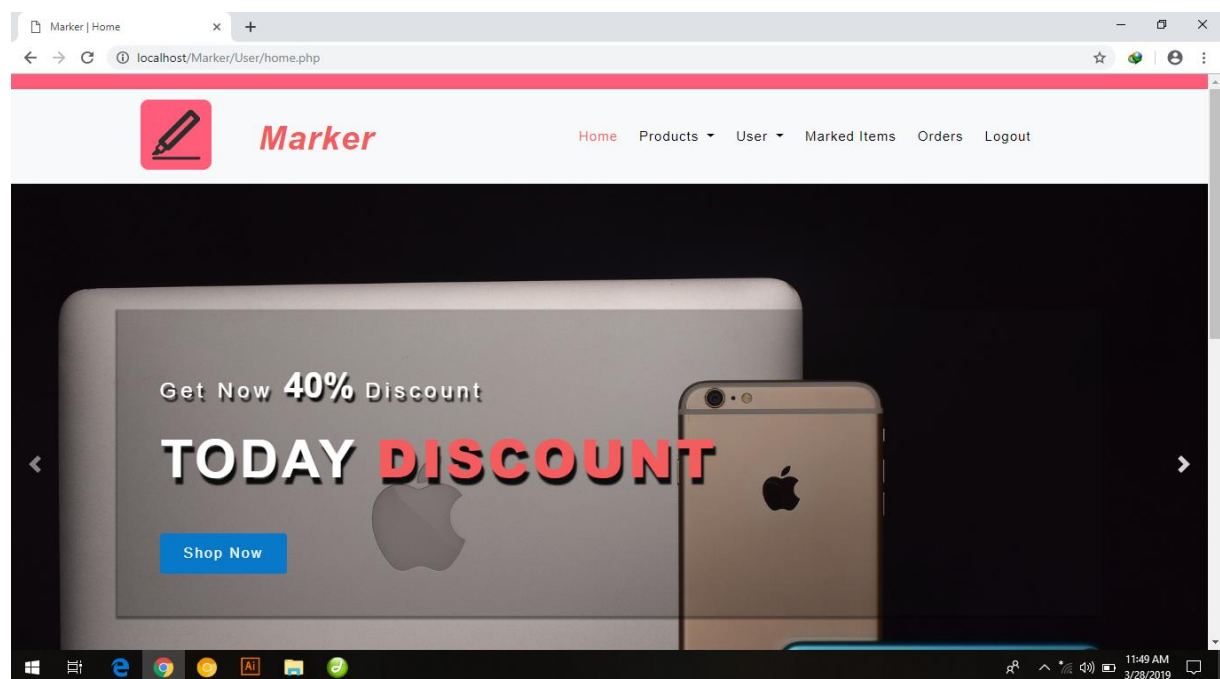 Marker | Home
localhost/Marker/User/home.php
Marker
Home Products User Marked Items Orders Logout
Get Now 40% Discount
TODAY DISCOUNT
Shop Now
Ai
11:49 AM
3/28/2019